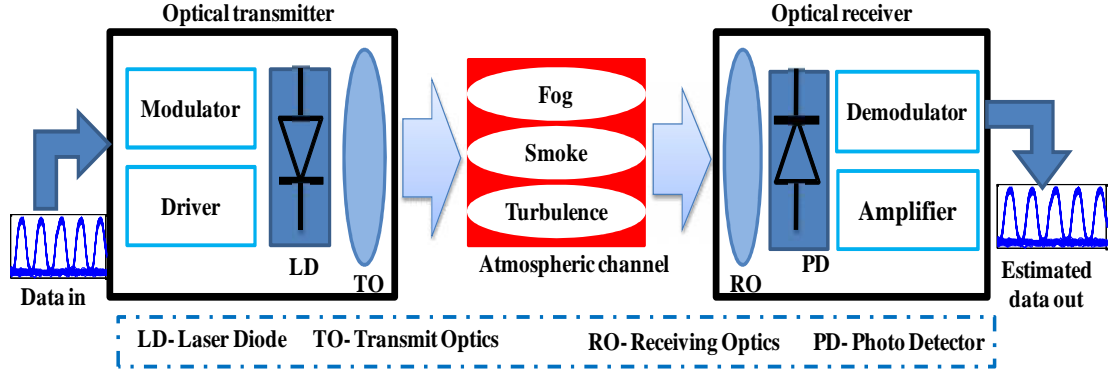 Optical transmitter
Optical receiver
Modulator
Driver
LD
TO
Data in
Fog
Smoke
Turbulence
Atmospheric channel
RO
PD
Demodulator
Amplifier
Estimated
data out
LD- Laser Diode TO- Transmit Optics RO- Receiving Optics PD- Photo Detector